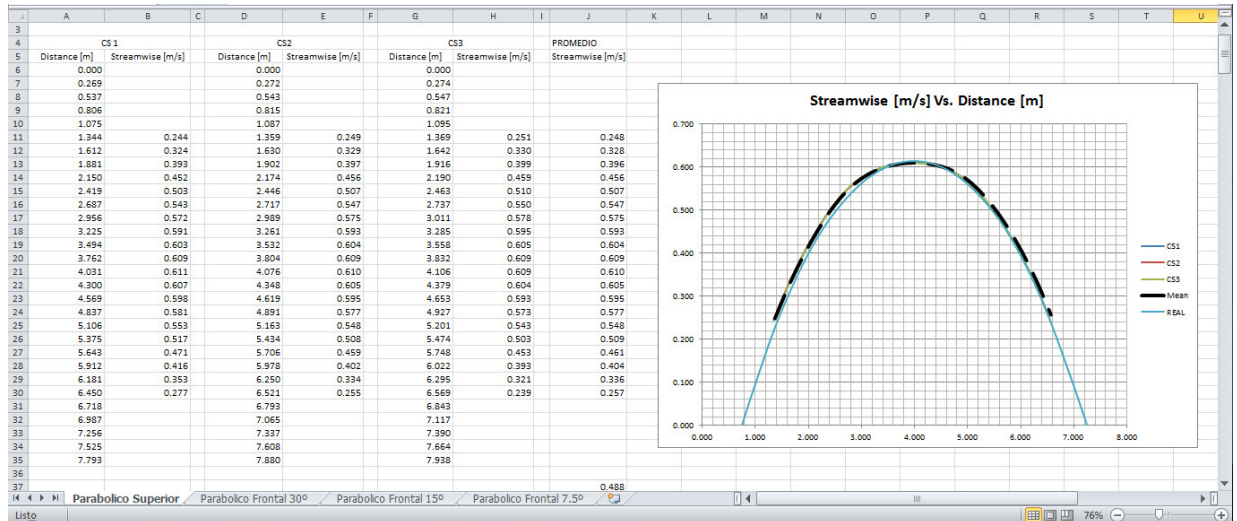 A B C D E F G H I J K L M N O P Q R S T U
3
4 CS 1 CS2 CS3 PROMEDIO
5 Distance [m] Streamwise [m/s] Distance [m] Streamwise [m/s] Distance [m] Streamwise [m/s] Streamwise [m/s]
6 0.000 0.000 0.000
7 0.269 0.272 0.274
8 0.537 0.543 0.547
9 0.806 0.815 0.821
10 1.075 1.087 1.095
11 1.344 0.244 1.359 0.249 1.369 0.251 0.248
12 1.612 0.324 1.630 0.329 1.642 0.330 0.328
13 1.881 0.393 1.902 0.397 1.916 0.399 0.396
14 2.150 0.452 2.174 0.456 2.190 0.459 0.456
15 2.419 0.503 2.446 0.507 2.463 0.510 0.507
16 2.687 0.543 2.717 0.547 2.737 0.550 0.547
17 2.956 0.572 2.989 0.575 3.011 0.578 0.575
18 3.225 0.591 3.261 0.593 3.285 0.595 0.593
19 3.494 0.603 3.532 0.604 3.558 0.605 0.604
20 3.762 0.609 3.804 0.609 3.832 0.609 0.609
21 4.031 0.611 4.076 0.610 4.106 0.609 0.610
22 4.300 0.607 4.348 0.605 4.379 0.604 0.605
23 4.569 0.598 4.619 0.595 4.653 0.593 0.595
24 4.837 0.581 4.891 0.577 4.927 0.573 0.577
25 5.106 0.553 5.163 0.548 5.201 0.543 0.548
26 5.375 0.517 5.434 0.508 5.474 0.503 0.509
27 5.643 0.471 5.706 0.459 5.748 0.453 0.461
28 5.912 0.416 5.978 0.402 6.022 0.393 0.404
29 6.181 0.353 6.250 0.334 6.295 0.321 0.336
30 6.450 0.277 6.521 0.255 6.569 0.239 0.257
31 6.718 6.793 6.843
32 6.987 7.065 7.117
33 7.256 7.337 7.390
34 7.525 7.608 7.664
35 7.793 7.880 7.938
36
37 0.488
Streamwise [m/s] Vs. Distance [m]
0.700
0.600
0.500
0.400
0.300
0.200
0.100
0.000
0.000 1.000 2.000 3.000 4.000 5.000 6.000 7.000 8.000
CS1
CS2
CS3
Mean
REAL
Parabolico Superior Parabolico Frontal 30º Parabolico Frontal 15º Parabolico Frontal 7.5º
Listo 76%